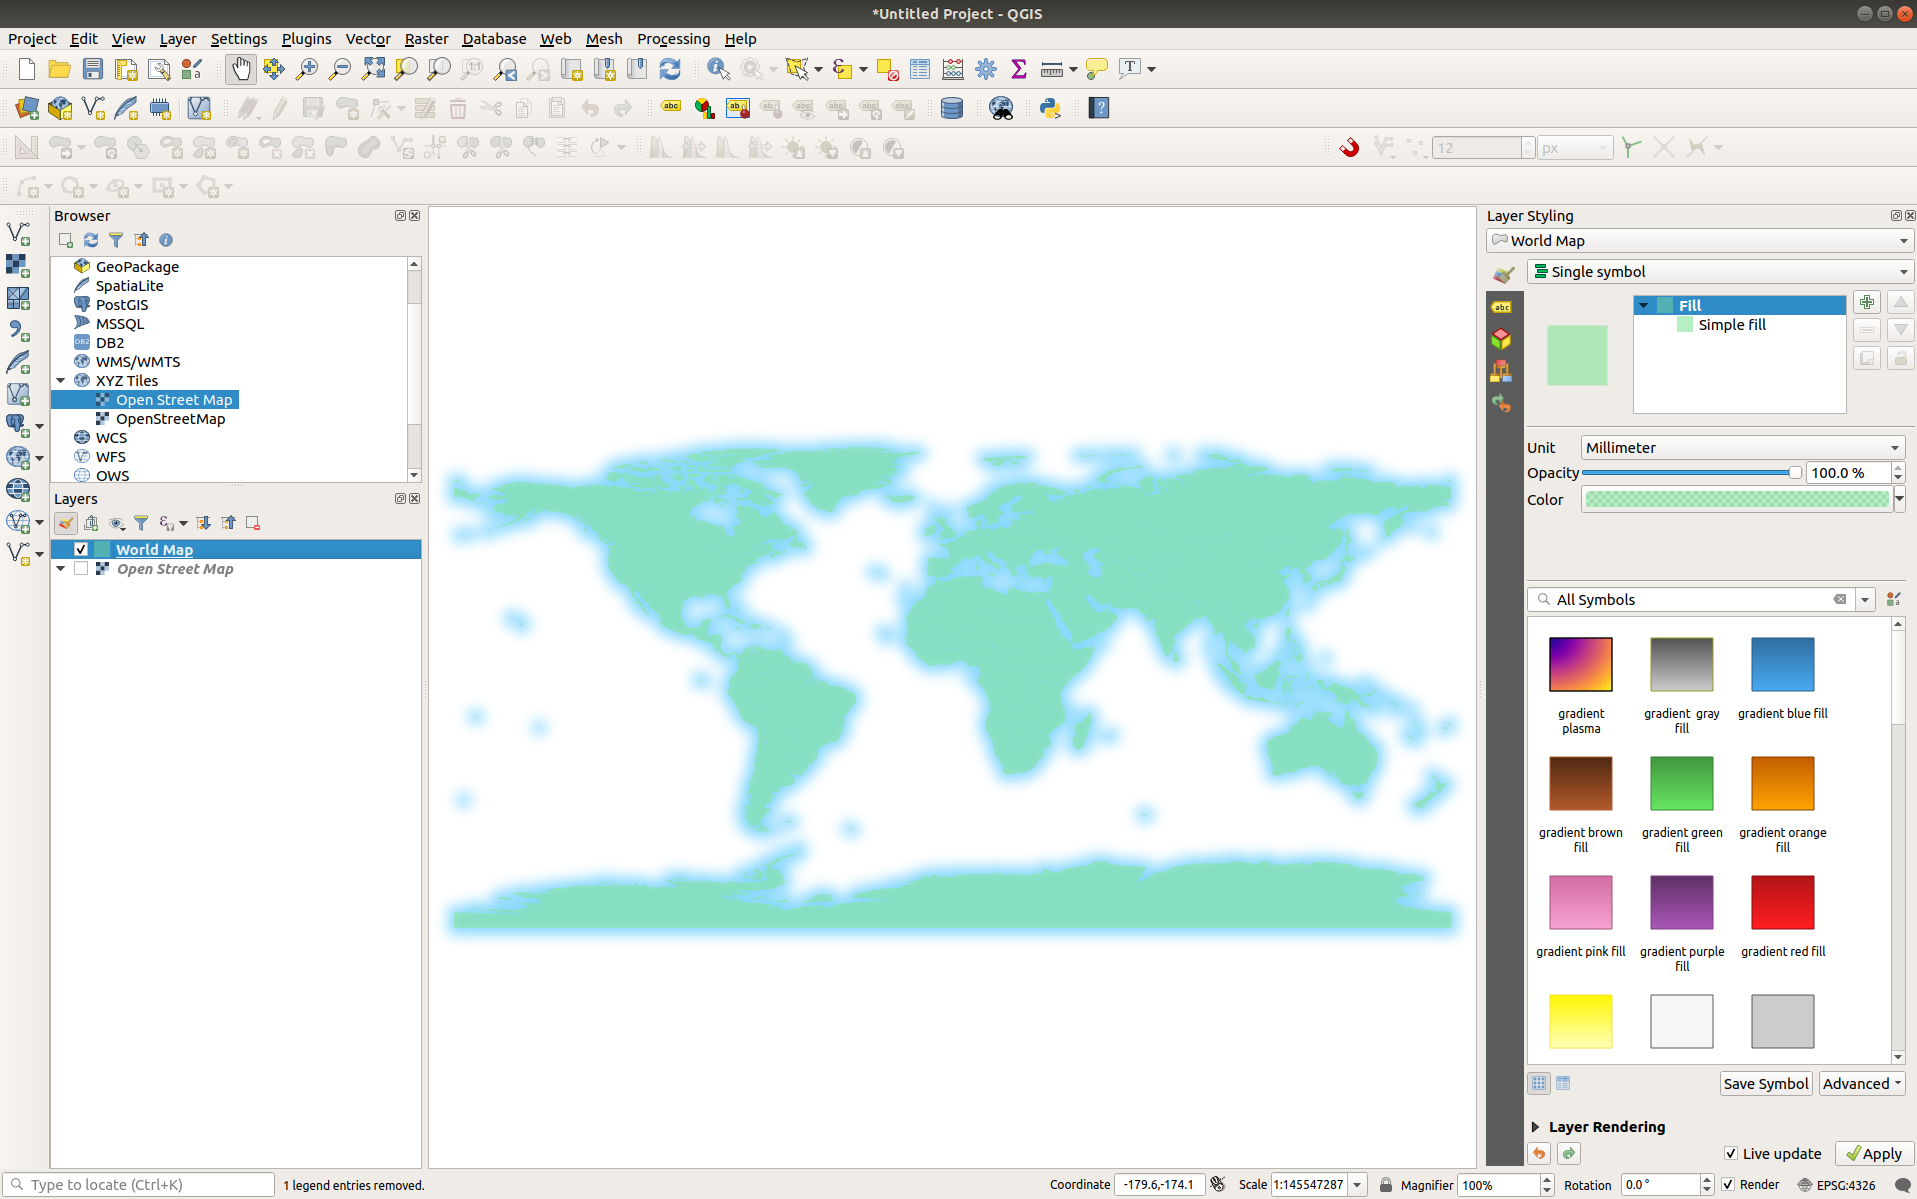 *Untitled Project - QGIS
Project Edit View Layer Settings Plugins Vector Raster Database Web Mesh Processing Help
12 px
Browser
GeoPackage
SpatiaLite
PostGIS
MSSQL
DB2
WMS/WMTS
XYZ Tiles
Open Street Map
OpenStreetMap
WCS
WFS
OWS
Layers
World Map
Open Street Map
Layer Styling
World Map
Single symbol
Fill
Simple fill
Unit Millimeter
Opacity 100.0 %
Color
All Symbols
gradient plasma
gradient gray fill
gradient blue fill
gradient brown fill
gradient green fill
gradient orange fill
gradient pink fill
gradient purple fill
gradient red fill
Save Symbol Advanced
Layer Rendering
Live update Apply
Type to locate (Ctrl+K) 1 legend entries removed. Coordinate -179.6,-174.1 Scale 1:145547287 Magnifier 100% Rotation 0.0 ° Render EPSG:4326